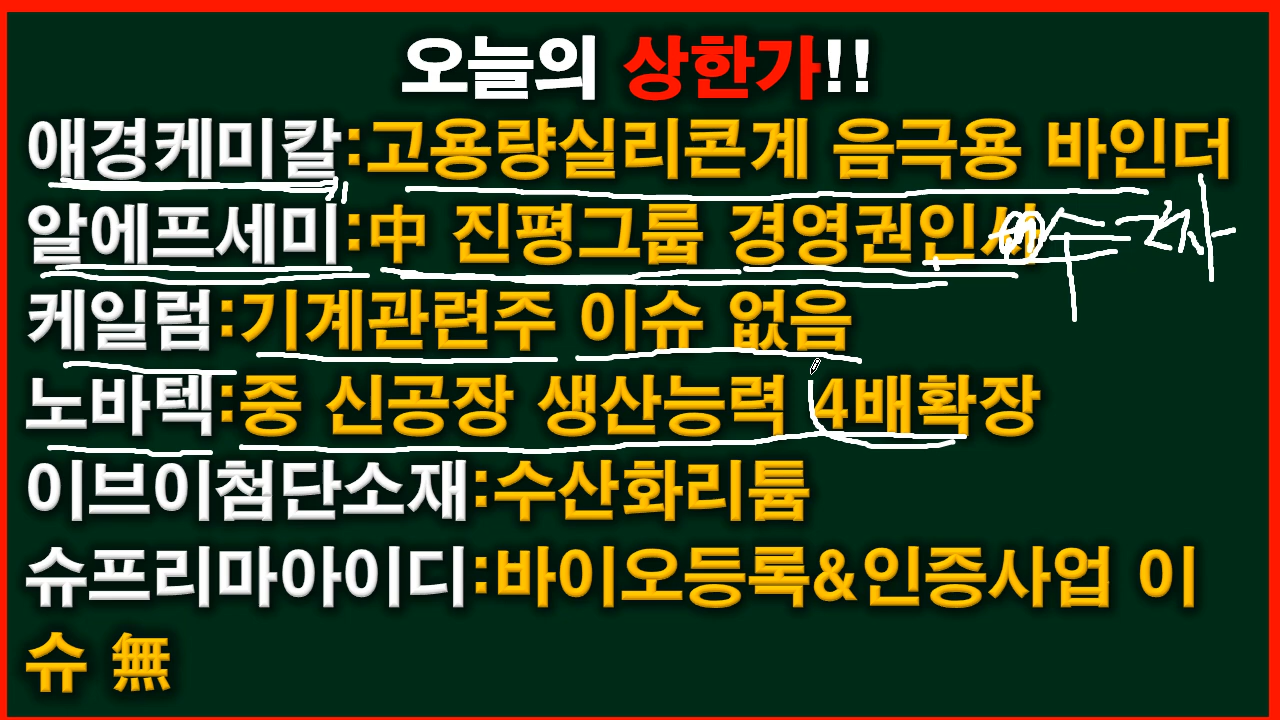 오늘의 상한가!!
애경케미칼:고용량실리콘계 음극용 바인더
알에프세미:中 진평그룹 경영권인
케일럼:기계관련주 이슈 없음
노바텍:중 신공장 생산능력 4배확장
이브이첨단소재:수산화리튬
슈프리마아이디:바이오등록&인증사업 이
슈 無